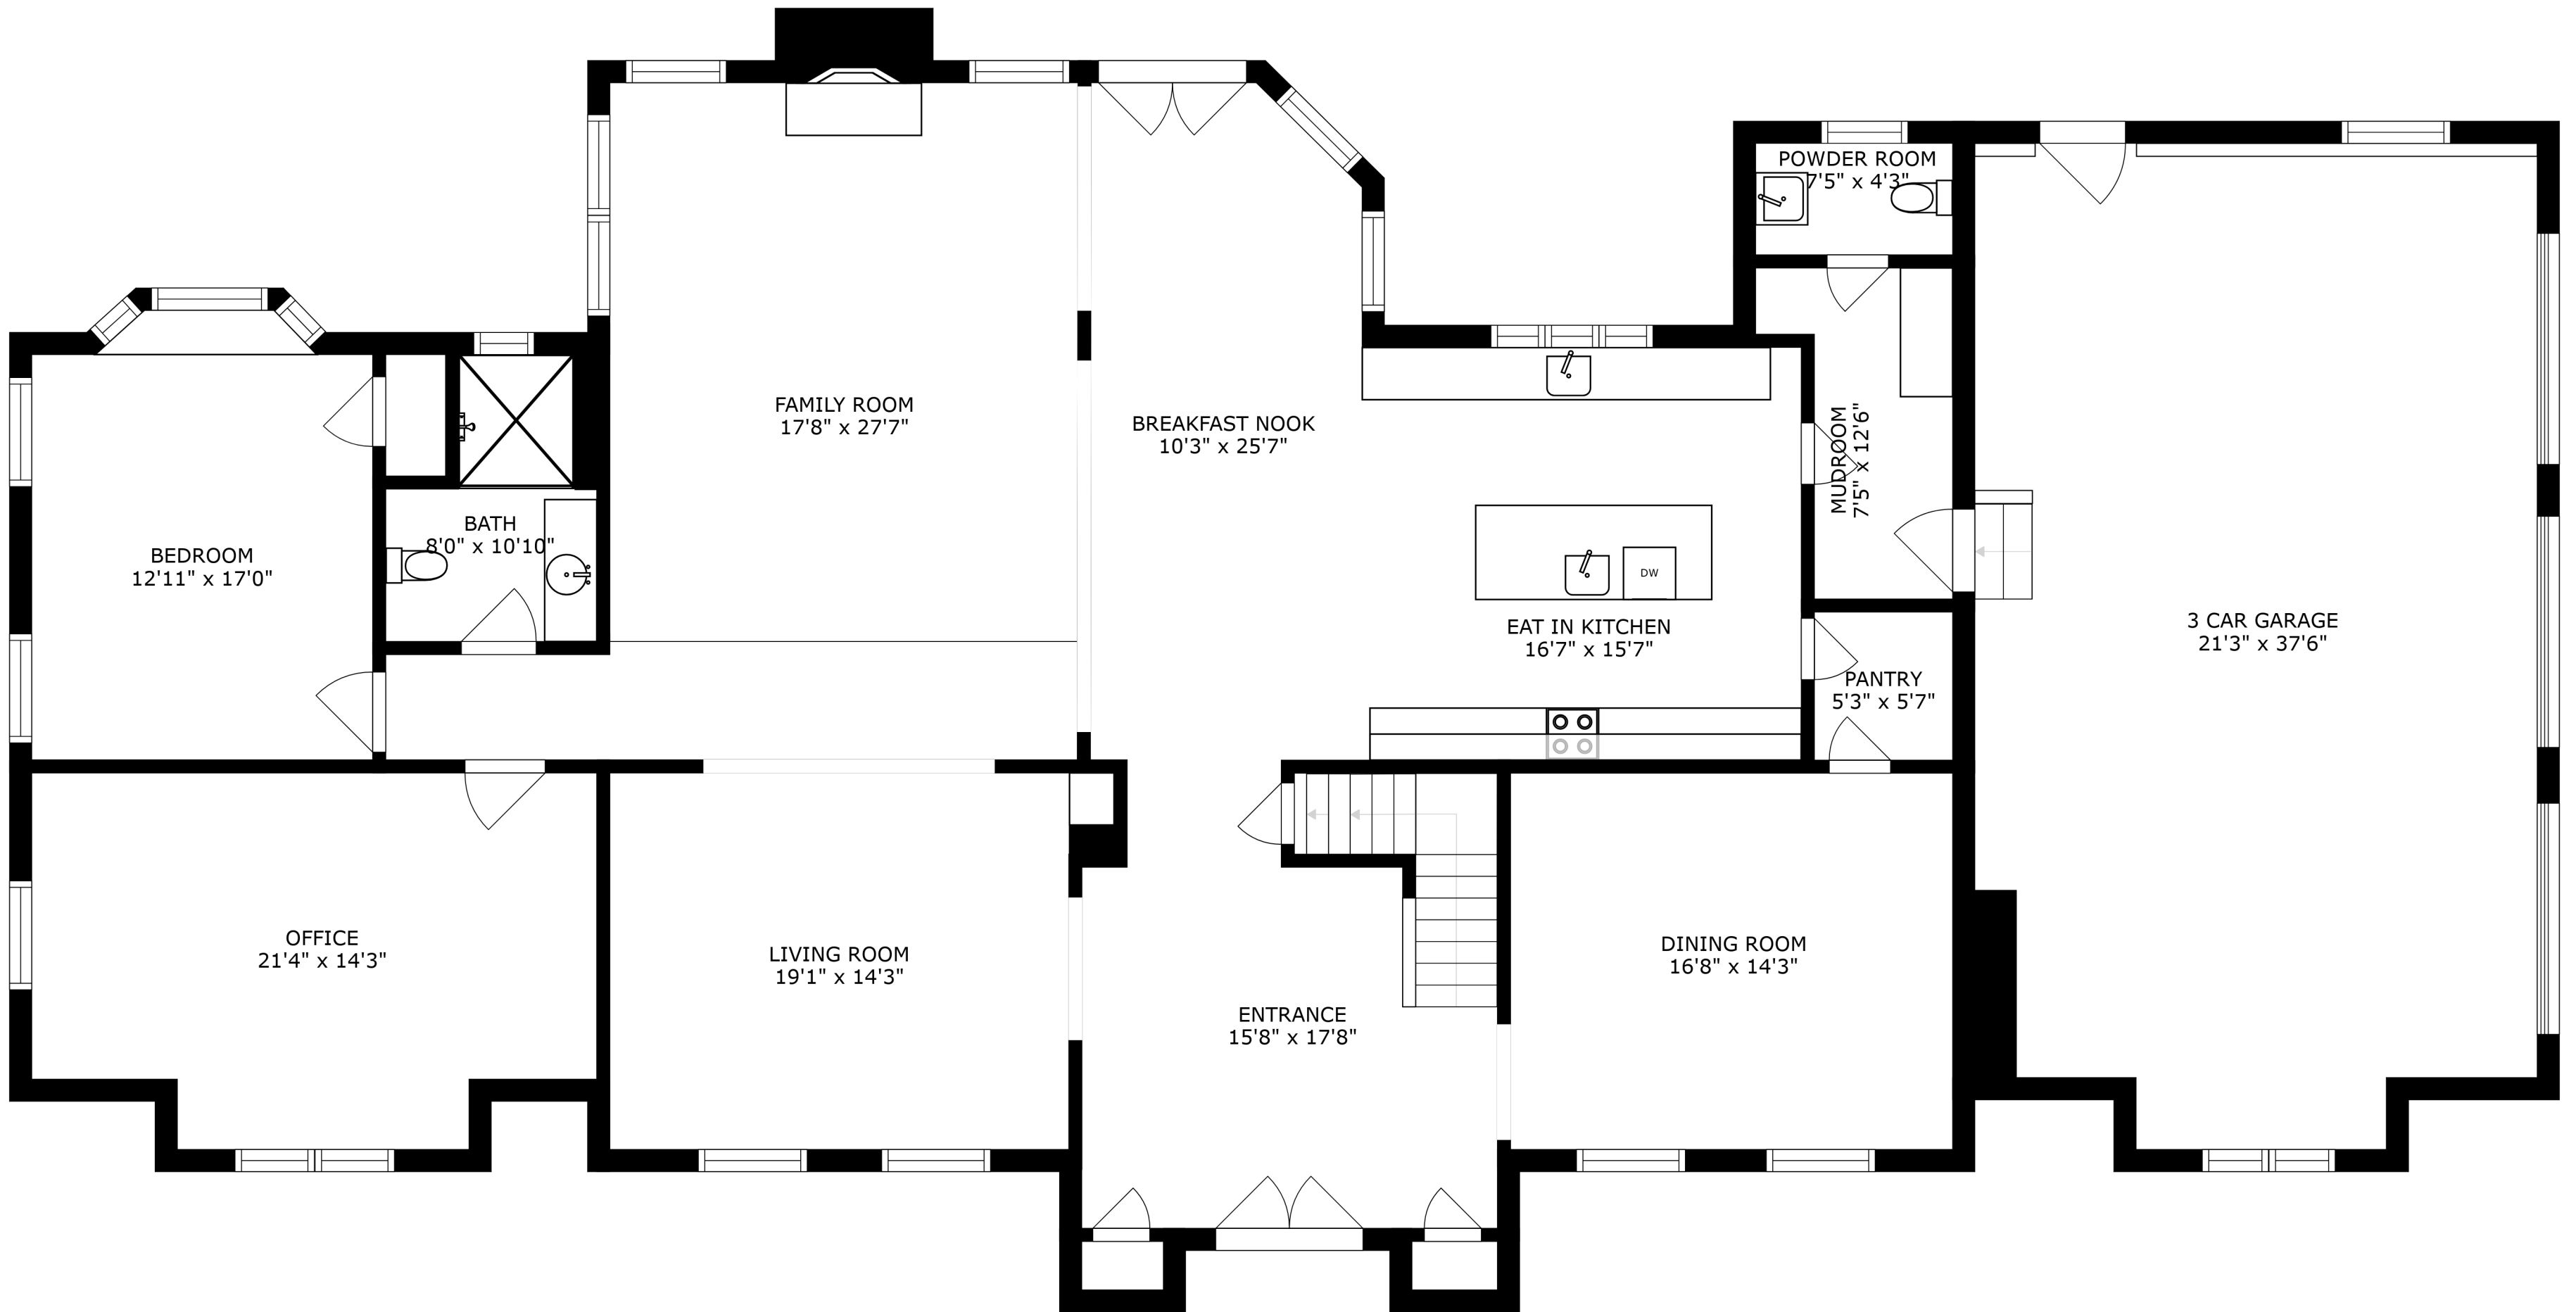 POWDER ROOM
7'5" x 4'3"
FAMILY ROOM
17'8" x 27'7"
BREAKFAST NOOK
10'3" x 25'7"
MUDROOM
7'5" x 12'6"
BATH
8'0" x 10'10"
BEDROOM
12'11" x 17'0"
DW
EAT IN KITCHEN
16'7" x 15'7"
3 CAR GARAGE
21'3" x 37'6"
PANTRY
5'3" x 5'7"
OFFICE
21'4" x 14'3"
LIVING ROOM
19'1" x 14'3"
DINING ROOM
16'8" x 14'3"
ENTRANCE
15'8" x 17'8"